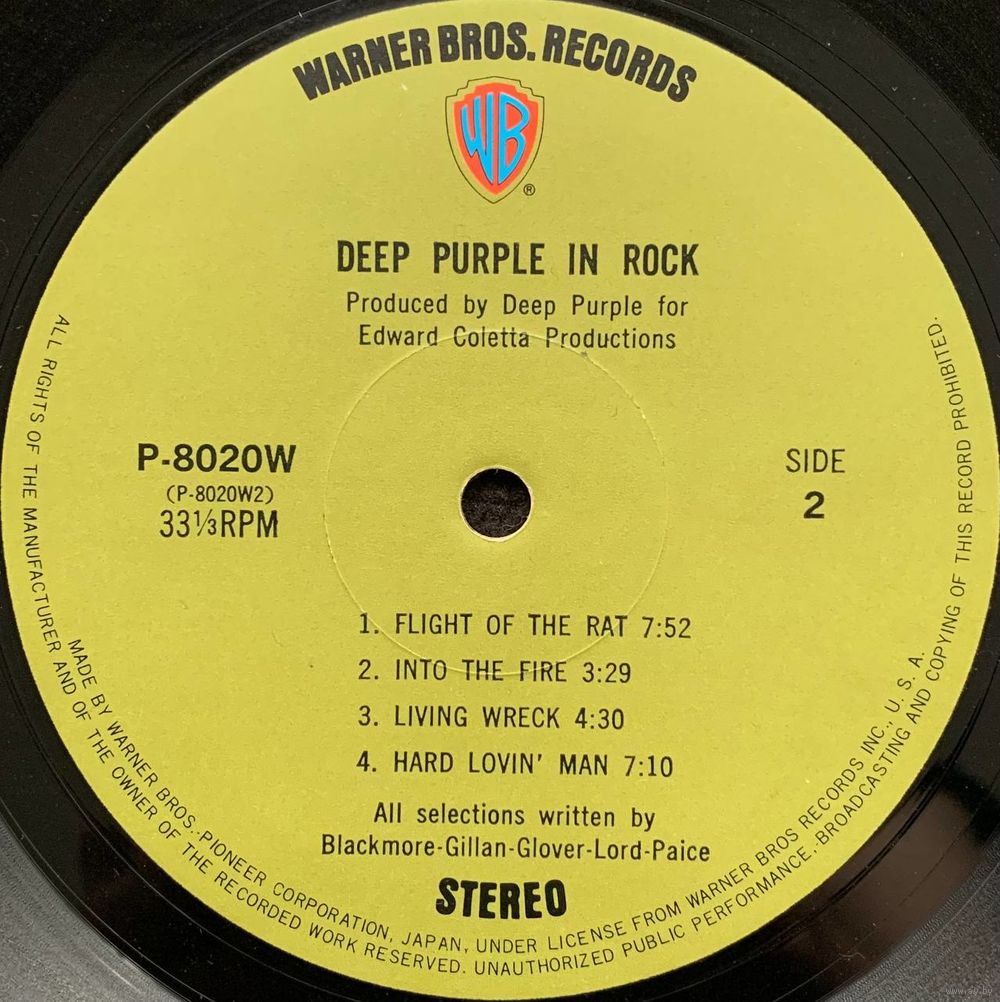 WARNER BROS. RECORDS
WB
®
DEEP PURPLE IN ROCK
Produced by Deep Purple for
Edward Coletta Productions
P-8020W
(P-8020W2)
33⅓RPM
SIDE
2
1. FLIGHT OF THE RAT 7:52
2. INTO THE FIRE 3:29
3. LIVING WRECK 4:30
4. HARD LOVIN' MAN 7:10
All selections written by
Blackmore-Gillan-Glover-Lord-Paice
STEREO
MADE BY WARNER BROS.-PIONEER CORPORATION, JAPAN, UNDER LICENSE FROM WARNER BROS RECORDS INC., U. S. A.
ALL RIGHTS OF THE MANUFACTURER AND OF THE OWNER OF THE RECORDED WORK RESERVED. UNAUTHORIZED PUBLIC PERFORMANCE, BROADCASTING AND COPYING OF THIS RECORD PROHIBITED.
www.ay.by